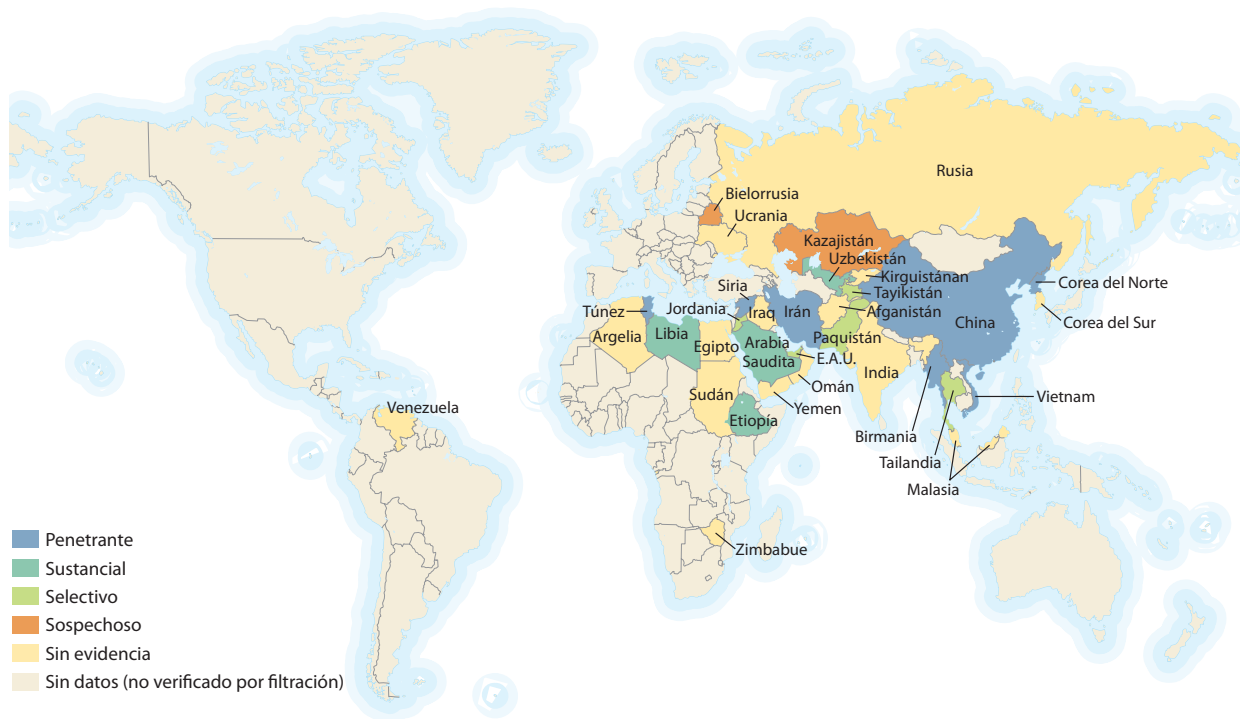 Rusia
Bielorrusia
Ucrania
Kazajistán
Uzbekistán
Kirguistánan
Tayikistán
Afganistán
Siria
Corea del Norte
Túnez
Jordania
Iraq
Irán
China
Corea del Sur
Argelia
Libia
Egipto
Arabia
Saudita
Paquistán
E.A.U.
India
Omán
Sudán
Yemen
Vietnam
Venezuela
Etiopía
Birmania
Tailandia
Malasia
Zimbabue
Penetrante
Sustancial
Selectivo
Sospechoso
Sin evidencia
Sin datos (no verificado por filtración)